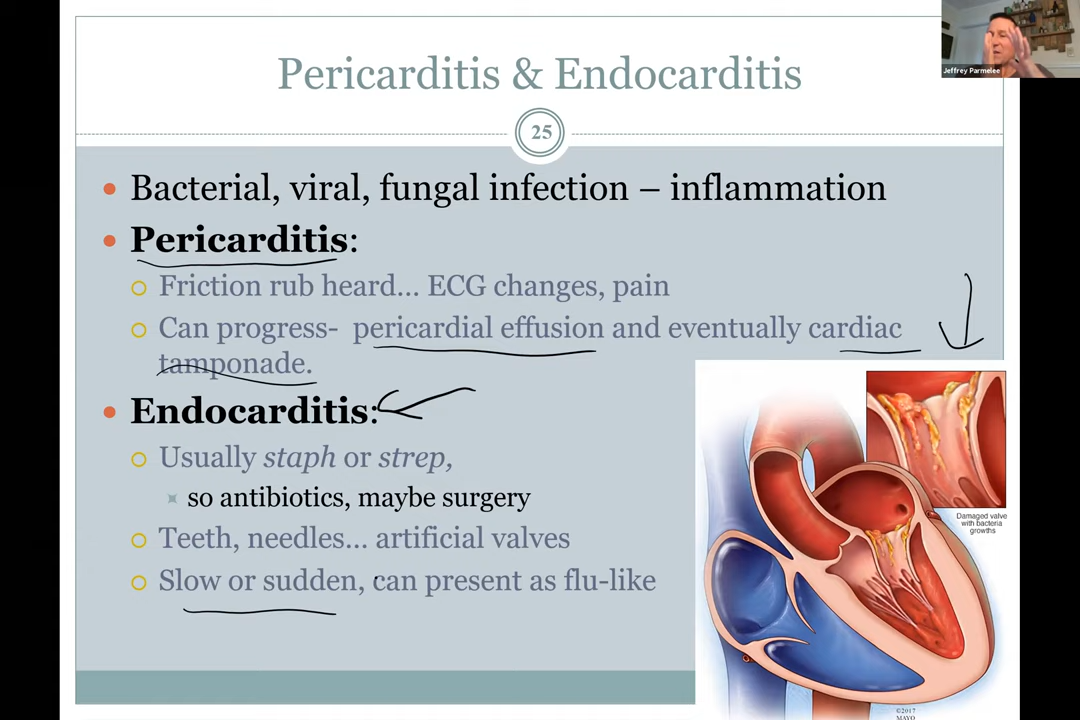 Jeffrey Parmelee
Pericarditis & Endocarditis
25
Bacterial, viral, fungal infection – inflammation
Pericarditis:
Friction rub heard… ECG changes, pain
Can progress- pericardial effusion and eventually cardiac
tamponade.
Endocarditis:
Usually staph or strep,
so antibiotics, maybe surgery
Teeth, needles… artificial valves
Slow or sudden, can present as flu-like
Damaged valve
with bacteria
growths
©2017
MAYO